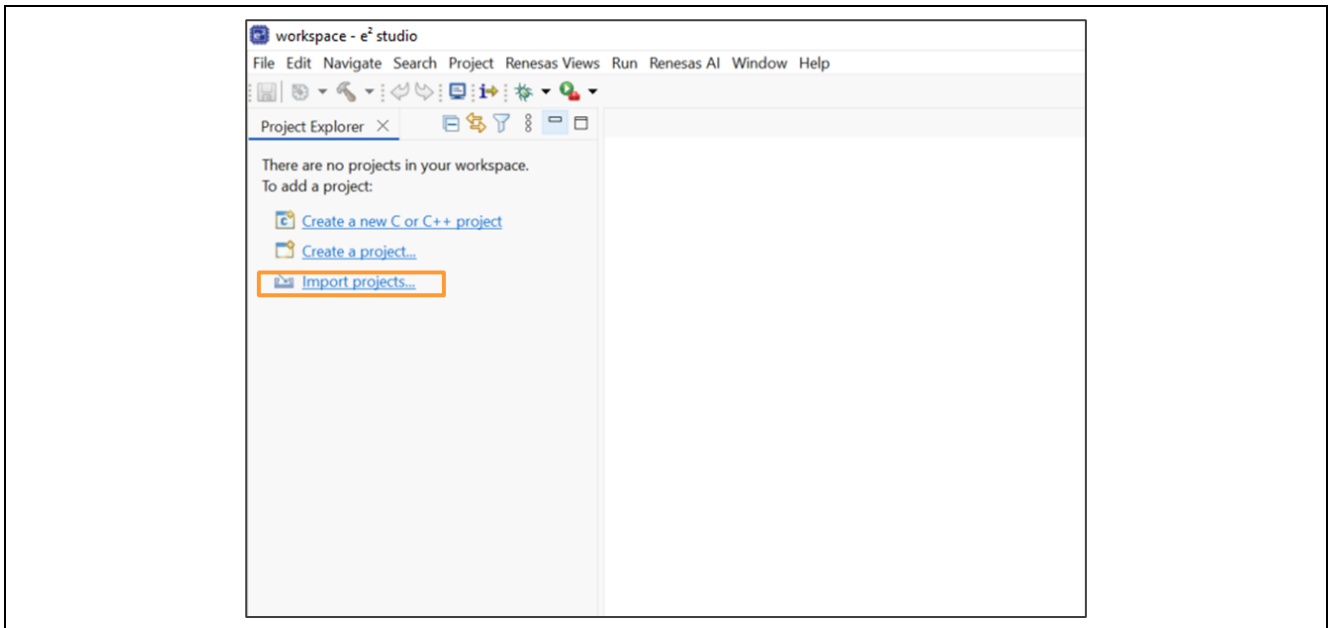 workspace - e² studio
File Edit Navigate Search Project Renesas Views Run Renesas AI Window Help
Project Explorer
There are no projects in your workspace.
To add a project:
Create a new C or C++ project
Create a project...
Import projects...